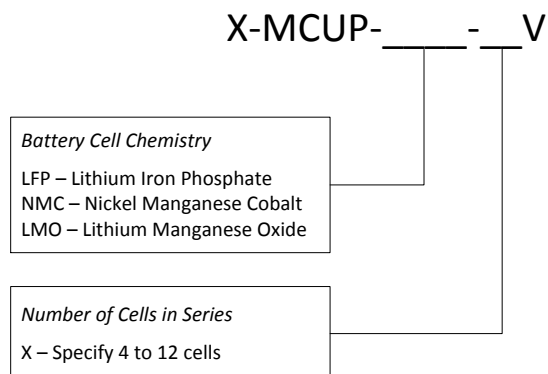 X-MCUP-____-__V
Battery Cell Chemistry
LFP – Lithium Iron Phosphate
NMC – Nickel Manganese Cobalt
LMO – Lithium Manganese Oxide
Number of Cells in Series
X – Specify 4 to 12 cells